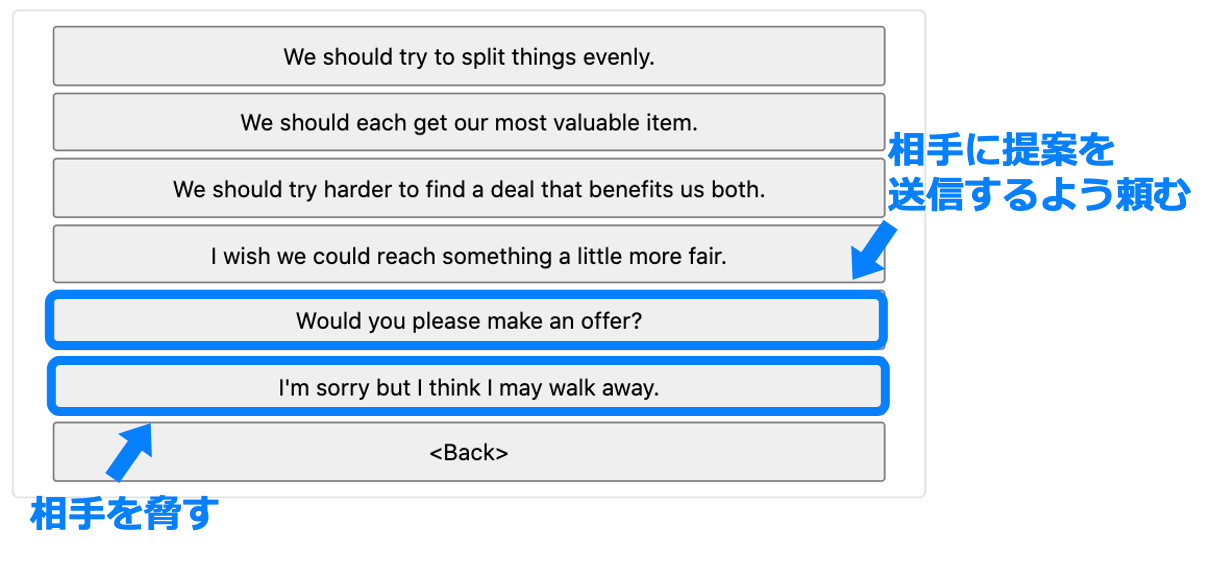 We should try to split things evenly.
We should each get our most valuable item.
We should try harder to find a deal that benefits us both.
I wish we could reach something a little more fair.
Would you please make an offer?
I'm sorry but I think I may walk away.
<Back>
相手に提案を
送信するよう頼む
相手を脅す